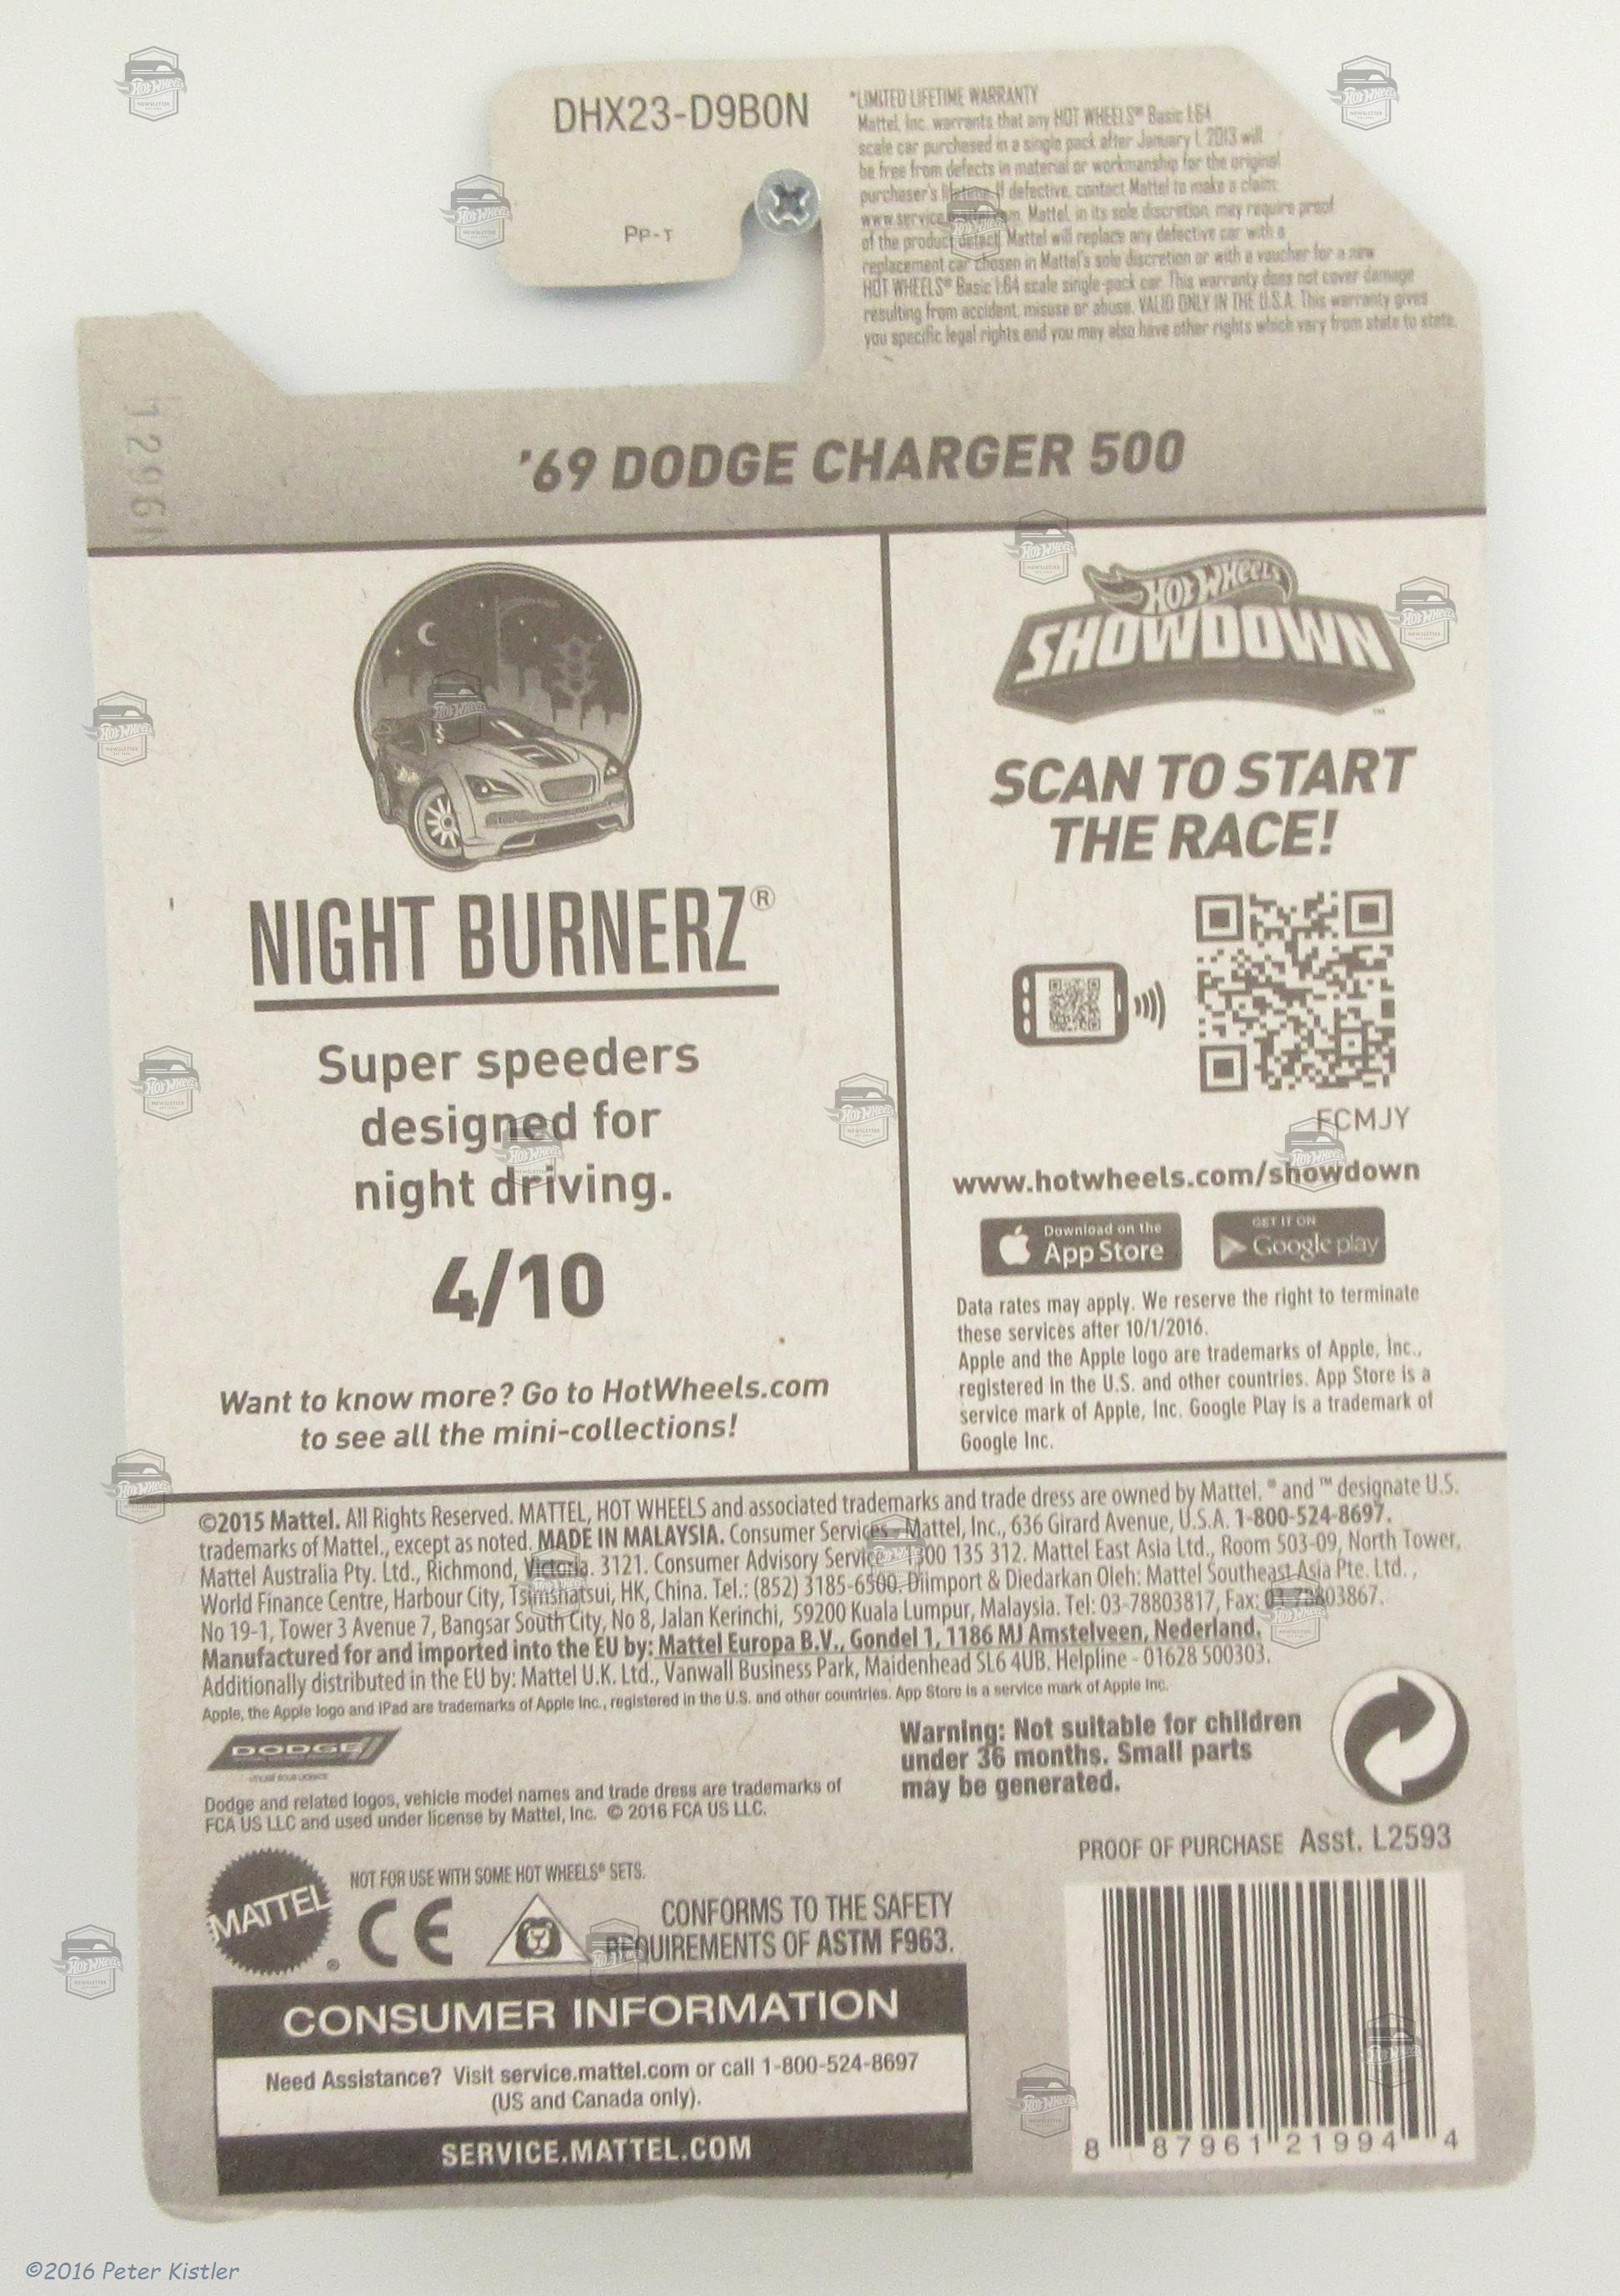 DHX23-D9B0N
Pp-T
*LIMITED LIFETIME WARRANTY
Mattel, Inc. warrants that any HOT WHEELS® Basic 1:64
scale car purchased in a single pack after January 1, 2013 will
be free from defects in material or workmanship for the original
purchaser's lifetime. If defective, contact Mattel to make a claim:
www.service. Mattel, in its sole discretion, may require proof
of the product defect. Mattel will replace any defective car with a
replacement car chosen in Mattel's sole discretion or with a voucher for a new
HOT WHEELS® Basic 1:64 scale single-pack car. This warranty does not cover damage
resulting from accident, misuse or abuse. VALID ONLY IN THE U.S.A. This warranty gives
you specific legal rights and you may also have other rights which vary from state to state.
'69 DODGE CHARGER 500
NIGHT BURNERZ®
Super speeders
designed for
night driving.
4/10
Want to know more? Go to HotWheels.com
to see all the mini-collections!
HOT WHEELS
SHOWDOWN™
SCAN TO START
THE RACE!
FCMJY
www.hotwheels.com/showdown
Download on the
App Store
GET IT ON
Google play
Data rates may apply. We reserve the right to terminate
these services after 10/1/2016.
Apple and the Apple logo are trademarks of Apple, Inc.,
registered in the U.S. and other countries. App Store is a
service mark of Apple, Inc. Google Play is a trademark of
Google Inc.
©2015 Mattel. All Rights Reserved. MATTEL, HOT WHEELS and associated trademarks and trade dress are owned by Mattel. ® and ™ designate U.S.
trademarks of Mattel., except as noted. MADE IN MALAYSIA. Consumer Services - Mattel, Inc., 636 Girard Avenue, U.S.A. 1-800-524-8697.
Mattel Australia Pty. Ltd., Richmond, Victoria. 3121. Consumer Advisory Service - 1300 135 312. Mattel East Asia Ltd., Room 503-09, North Tower,
World Finance Centre, Harbour City, Tsimshatsui, HK, China. Tel.: (852) 3185-6500. Diimport & Diedarkan Oleh: Mattel Southeast Asia Pte. Ltd. ,
No 19-1, Tower 3 Avenue 7, Bangsar South City, No 8, Jalan Kerinchi, 59200 Kuala Lumpur, Malaysia. Tel: 03-78803817, Fax: 03-78803867.
Manufactured for and imported into the EU by: Mattel Europa B.V., Gondel 1, 1186 MJ Amstelveen, Nederland.
Additionally distributed in the EU by: Mattel U.K. Ltd., Vanwall Business Park, Maidenhead SL6 4UB. Helpline - 01628 500303.
Apple, the Apple logo and iPad are trademarks of Apple Inc., registered in the U.S. and other countries. App Store is a service mark of Apple Inc.
DODGE
Dodge and related logos, vehicle model names and trade dress are trademarks of
FCA US LLC and used under license by Mattel, Inc. © 2016 FCA US LLC.
Warning: Not suitable for children
under 36 months. Small parts
may be generated.
PROOF OF PURCHASE Asst. L2593
MATTEL
NOT FOR USE WITH SOME HOT WHEELS® SETS.
CE
CONFORMS TO THE SAFETY
REQUIREMENTS OF ASTM F963.
CONSUMER INFORMATION
Need Assistance? Visit service.mattel.com or call 1-800-524-8697
(US and Canada only).
SERVICE.MATTEL.COM
8 87961 21994 4
©2016 Peter Kistler